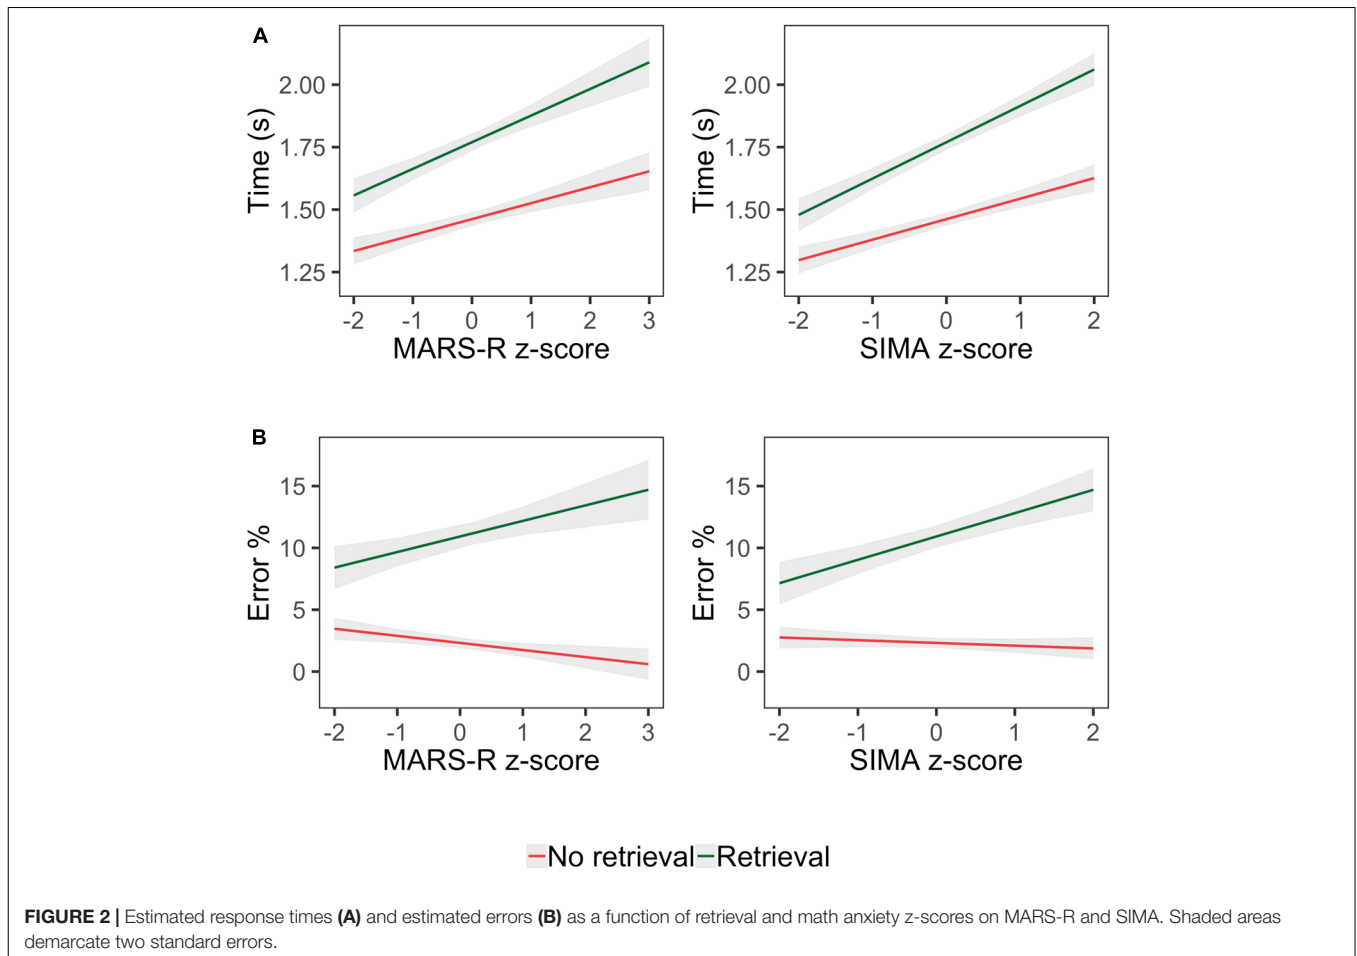 A
Time (s)
2.00
1.75
1.50
1.25
-2 -1 0 1 2 3
MARS-R z-score
Time (s)
2.00
1.75
1.50
1.25
-2 -1 0 1 2
SIMA z-score
B
Error %
15
10
5
0
-2 -1 0 1 2 3
MARS-R z-score
Error %
15
10
5
0
-2 -1 0 1 2
SIMA z-score
No retrieval Retrieval
FIGURE 2 | Estimated response times (A) and estimated errors (B) as a function of retrieval and math anxiety z-scores on MARS-R and SIMA. Shaded areas
demarcate two standard errors.